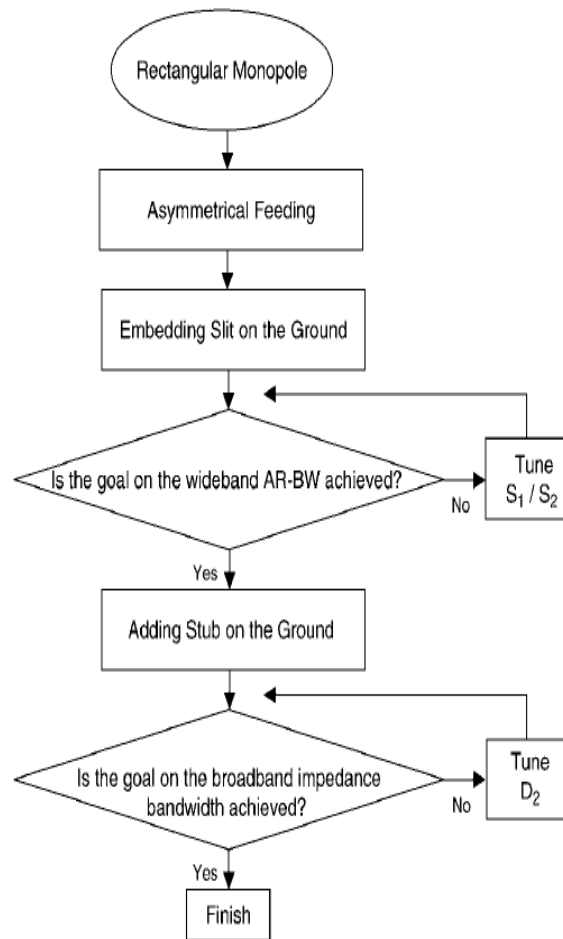 Rectangular Monopole
Asymmetrical Feeding
Embedding Slit on the Ground
Is the goal on the wideband AR-BW achieved?
No
Tune
S₁ / S₂
Yes
Adding Stub on the Ground
Is the goal on the broadband impedance
bandwidth achieved?
No
Tune
D₂
Yes
Finish